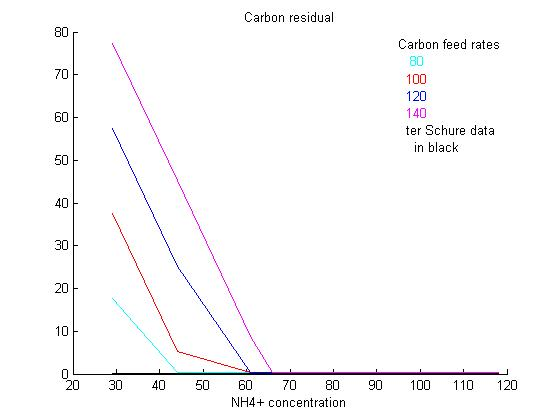 Carbon residual
80
70
60
50
40
30
20
10
0
20 30 40 50 60 70 80 90 100 110 120
NH4+ concentration
Carbon feed rates
80
100
120
140
ter Schure data
in black